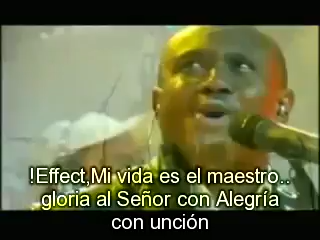 !Effect,Mi vida es el maestro..
gloria al Señor con Alegría
con unción